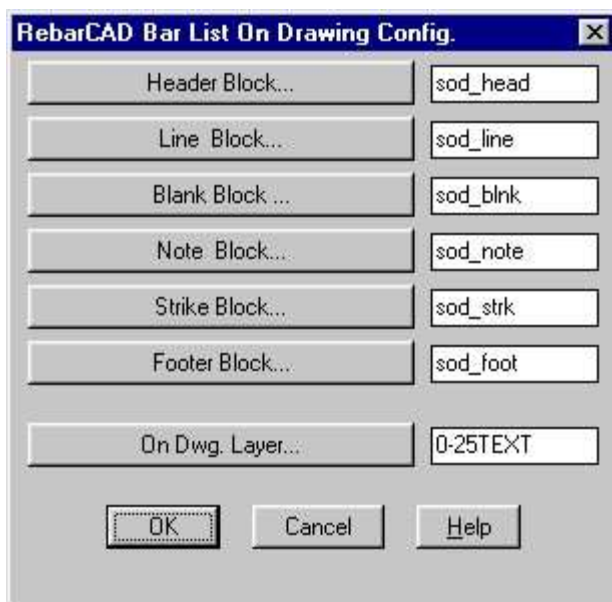 RebarCAD Bar List On Drawing Config.
Header Block... sod_head
Line Block... sod_line
Blank Block ... sod_blnk
Note Block... sod_note
Strike Block... sod_strk
Footer Block... sod_foot
On Dwg. Layer... 0-25TEXT
OK Cancel Help